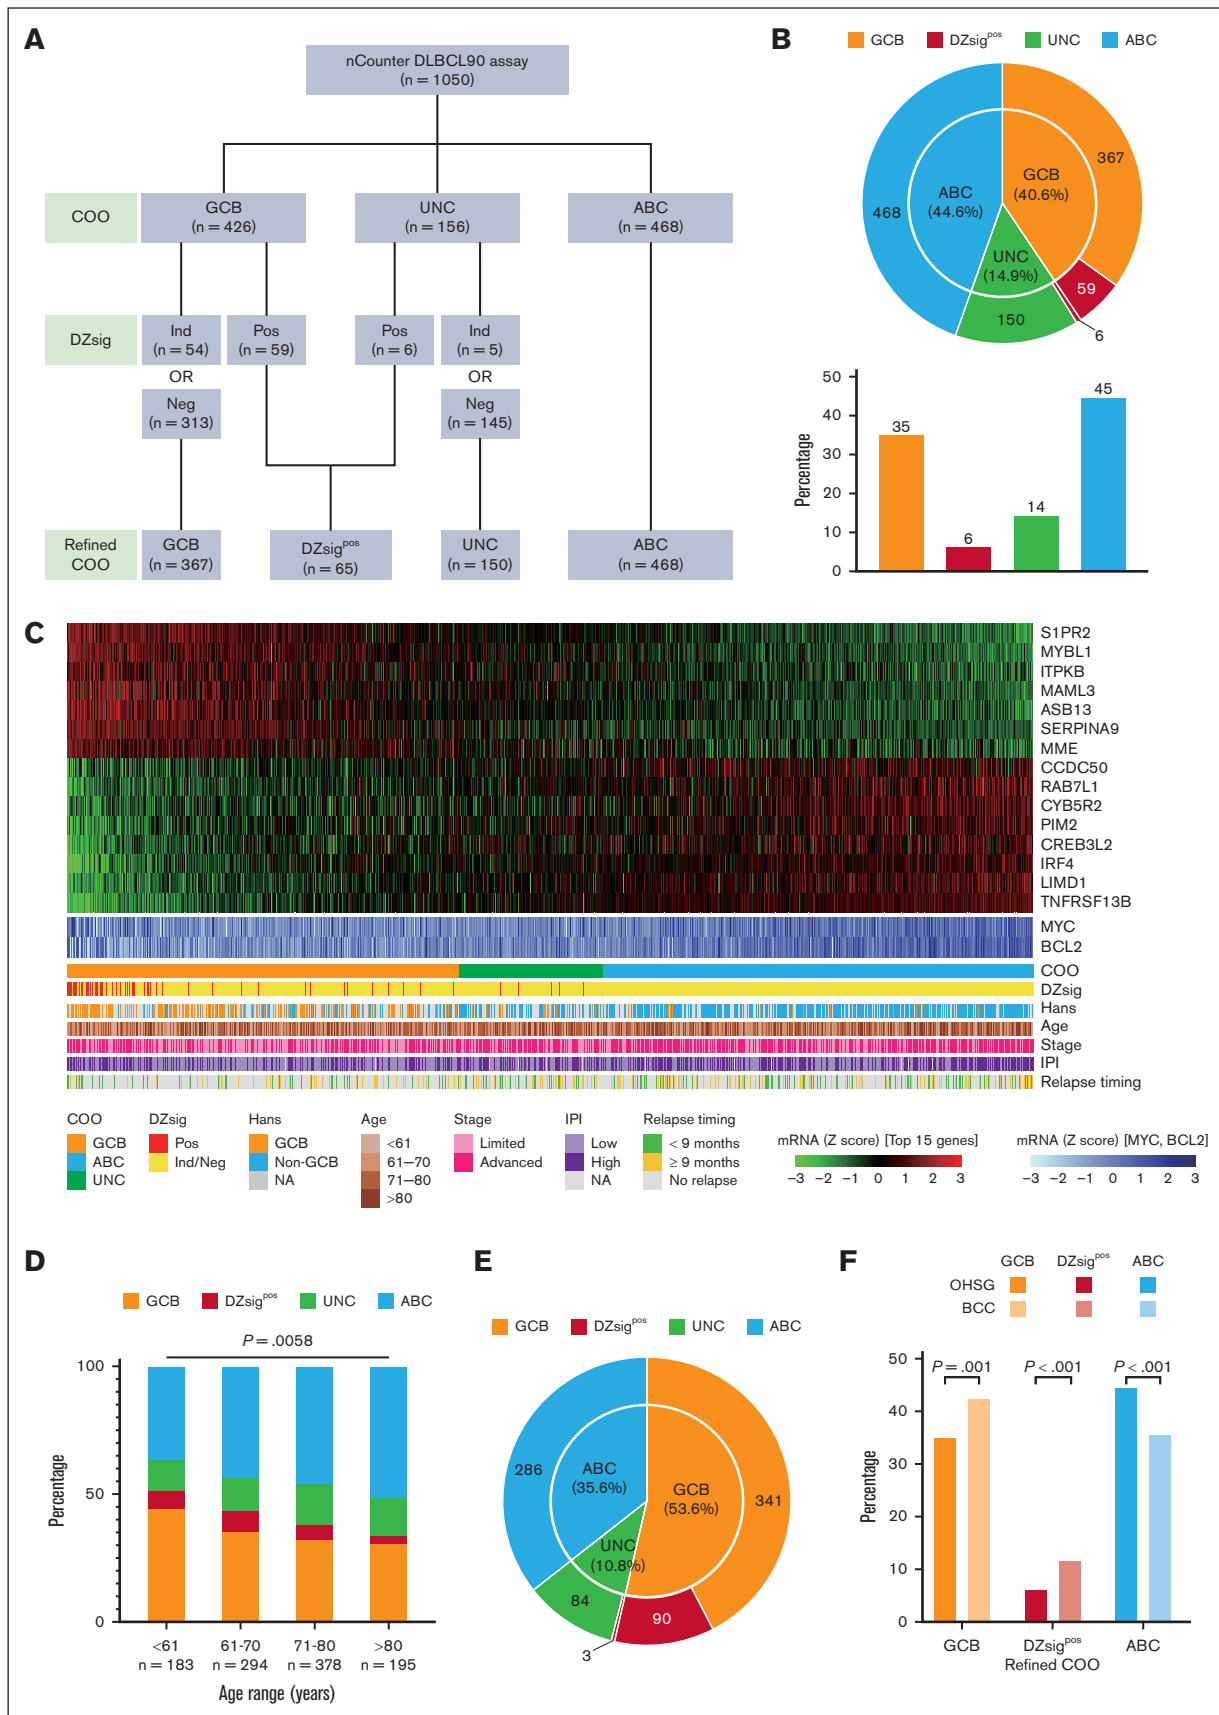 A
nCounter DLBCL90 assay
(n = 1050)
COO
GCB
(n = 426)
UNC
(n = 156)
ABC
(n = 468)
DZsig
Ind
(n = 54)
Pos
(n = 59)
Pos
(n = 6)
Ind
(n = 5)
OR
OR
Neg
(n = 313)
Neg
(n = 145)
Refined
COO
GCB
(n = 367)
DZsigpos
(n = 65)
UNC
(n = 150)
ABC
(n = 468)
B
GCB DZsigpos UNC ABC
367
GCB
(40.6%)
ABC
(44.6%)
468
UNC
(14.9%)
59
150
6
Percentage
50
40
30
20
10
0
35
6
14
45
C
S1PR2
MYBL1
ITPKB
MAML3
ASB13
SERPINA9
MME
CCDC50
RAB7L1
CYB5R2
PIM2
CREB3L2
IRF4
LIMD1
TNFRSF13B
MYC
BCL2
COO
DZsig
Hans
Age
Stage
IPI
Relapse timing
COO
GCB
ABC
UNC
DZsig
Pos
Ind/Neg
Hans
GCB
Non-GCB
NA
Age
<61
61–70
71–80
>80
Stage
Limited
Advanced
IPI
Low
High
NA
Relapse timing
< 9 months
≥ 9 months
No relapse
mRNA (Z score) [Top 15 genes]
–3 –2 –1 0 1 2 3
mRNA (Z score) [MYC, BCL2]
–3 –2 –1 0 1 2 3
D
GCB DZsigpos UNC ABC
P = .0058
Percentage
100
50
0
<61 61-70 71-80 >80
n = 183 n = 294 n = 378 n = 195
Age range (years)
E
GCB DZsigpos UNC ABC
286
ABC
(35.6%)
GCB
(53.6%)
341
UNC
(10.8%)
84
90
3
F
GCB DZsigpos ABC
OHSG
BCC
Percentage
50
40
30
20
10
0
P = .001 P < .001 P < .001
GCB DZsigpos ABC
Refined COO